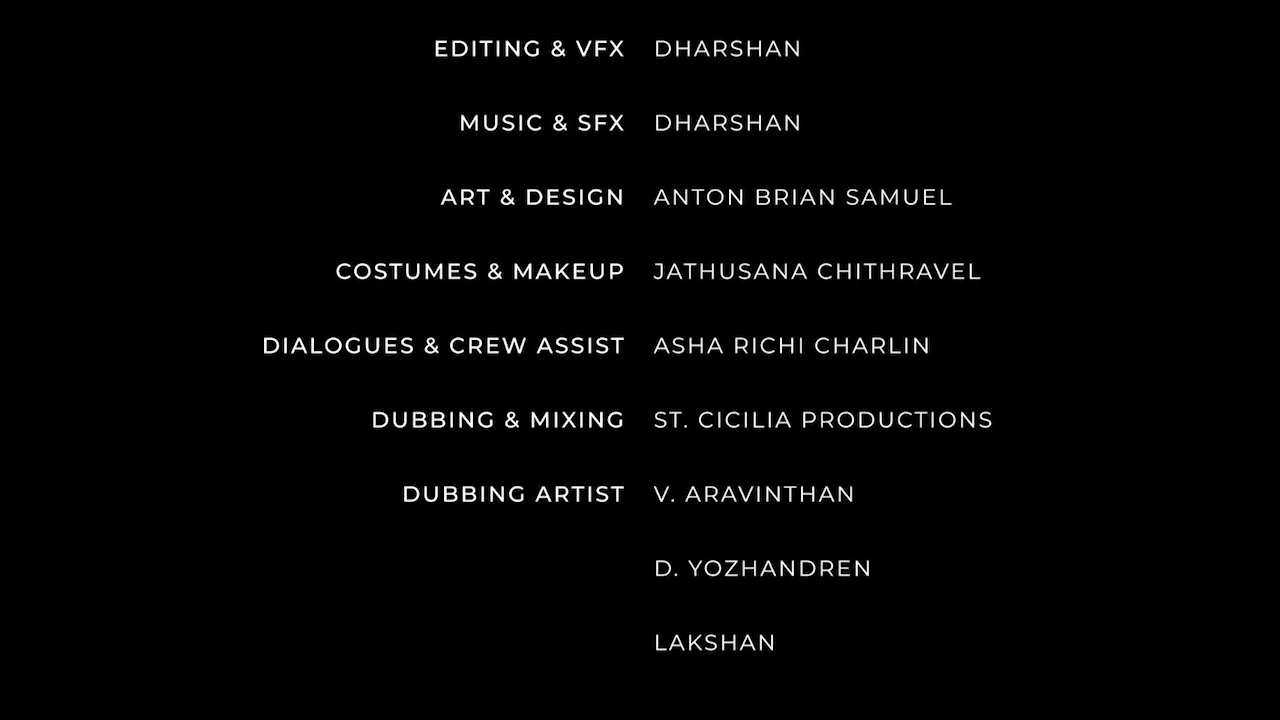 EDITING & VFX DHARSHAN
MUSIC & SFX DHARSHAN
ART & DESIGN ANTON BRIAN SAMUEL
COSTUMES & MAKEUP JATHUSANA CHITHRAVEL
DIALOGUES & CREW ASSIST ASHA RICHI CHARLIN
DUBBING & MIXING ST. CICILIA PRODUCTIONS
DUBBING ARTIST V. ARAVINTHAN
D. YOZHANDREN
LAKSHAN